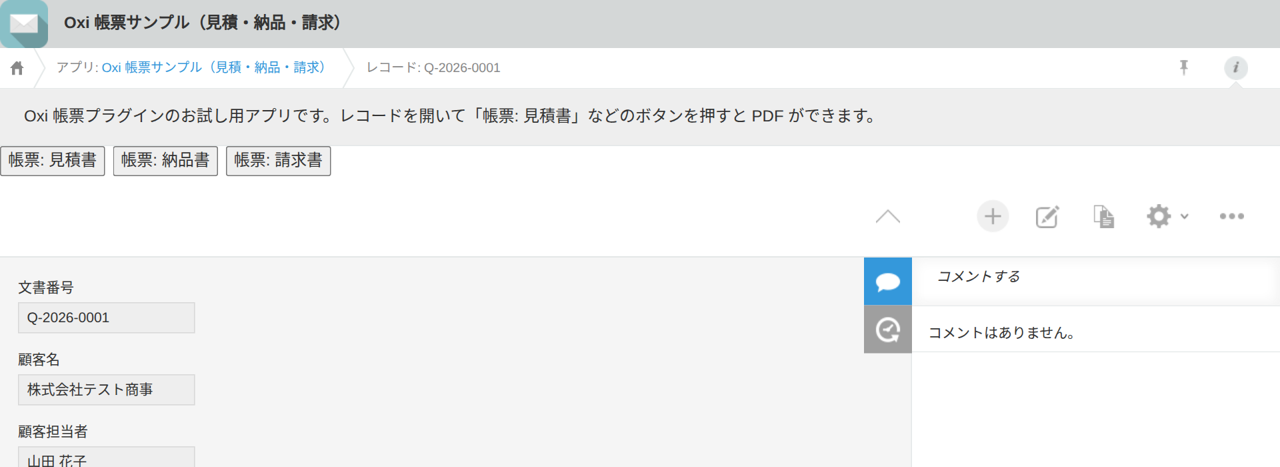 Oxi 帳票サンプル（見積・納品・請求）
アプリ: Oxi 帳票サンプル（見積・納品・請求）
レコード: Q-2026-0001
Oxi 帳票プラグインのお試し用アプリです。レコードを開いて「帳票: 見積書」などのボタンを押すと PDF ができます。
帳票: 見積書
帳票: 納品書
帳票: 請求書
文書番号
Q-2026-0001
顧客名
株式会社テスト商事
顧客担当者
山田 花子
コメントする
コメントはありません。